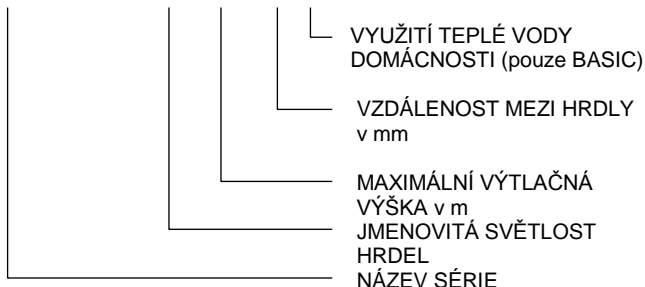 VYUŽITÍ TEPLÉ VODY
DOMÁCNOSTI (pouze BASIC)
VZDÁLENOST MEZI HRDLY
v mm
MAXIMÁLNÍ VÝTLAČNÁ
VÝŠKA v m
JMENOVITÁ SVĚTLOST
HRDEL
NÁZEV SÉRIE